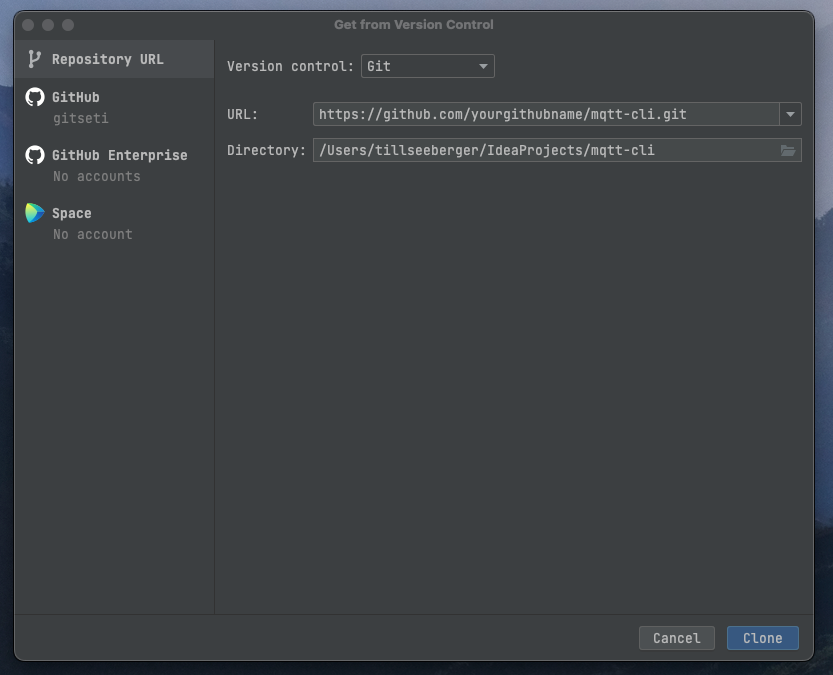 Get from Version Control
Repository URL
GitHub
gitseti
GitHub Enterprise
No accounts
Space
No account
Version control: Git
URL: https://github.com/yourgithubname/mqtt-cli.git
Directory: /Users/tillseeberger/IdeaProjects/mqtt-cli
Cancel Clone